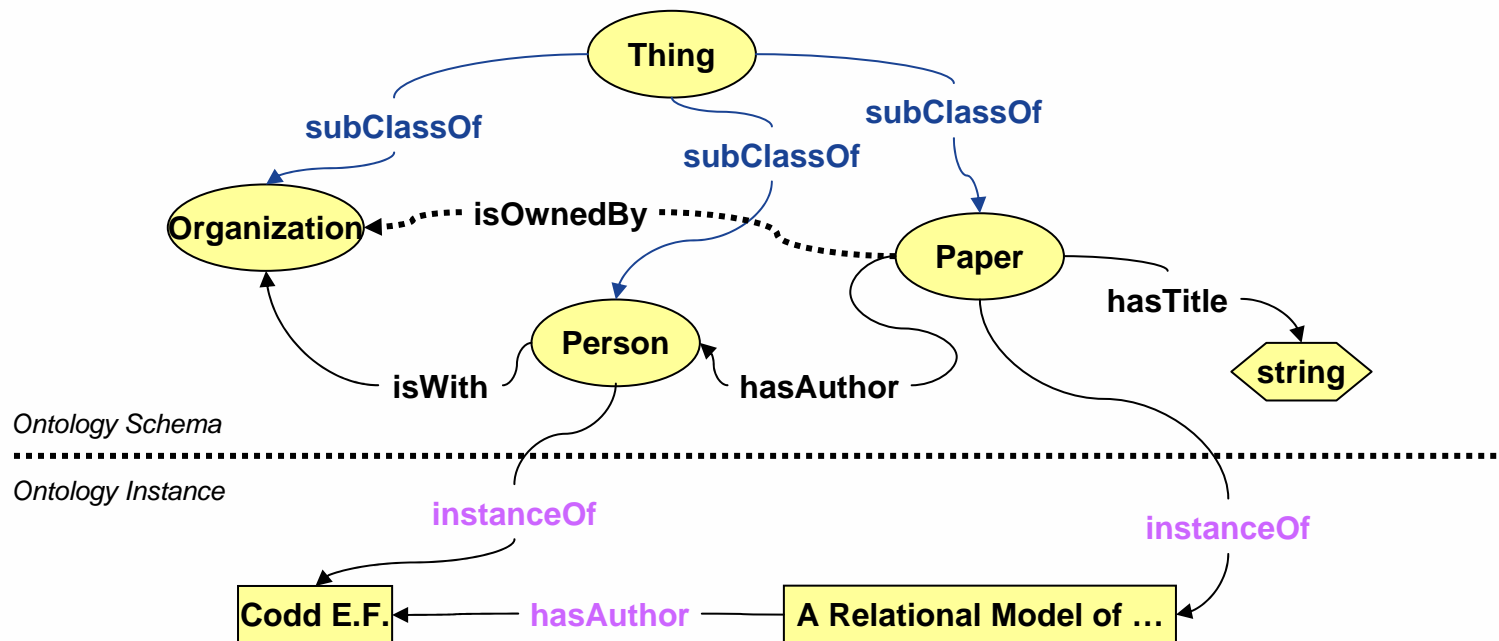 Thing
subClassOf
subClassOf
subClassOf
Organization
isOwnedBy
Paper
hasTitle
Person
string
isWith
hasAuthor
Ontology Schema
Ontology Instance
instanceOf
instanceOf
Codd E.F.
hasAuthor
A Relational Model of …